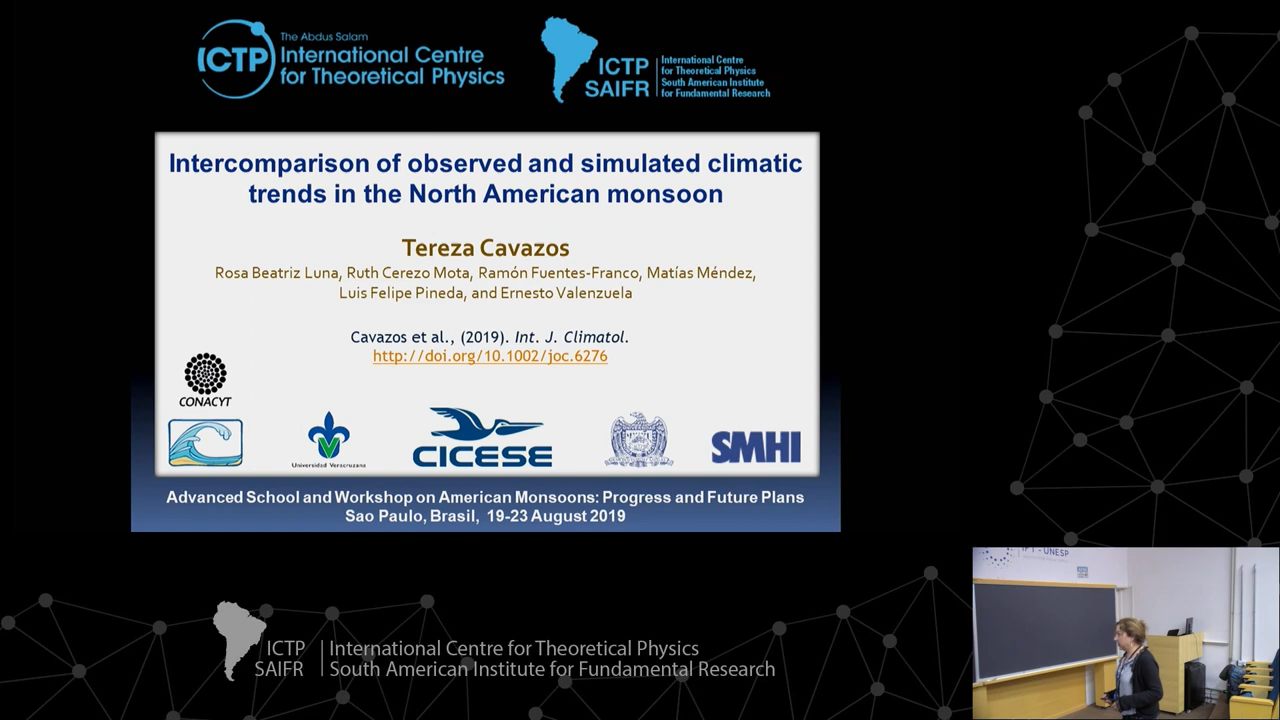 ICTP
The Abdus Salam
International Centre
for Theoretical Physics
ICTP
SAIFR
International Centre
for Theoretical Physics
South American Institute
for Fundamental Research
Intercomparison of observed and simulated climatic
trends in the North American monsoon
Tereza Cavazos
Rosa Beatriz Luna, Ruth Cerezo Mota, Ramón Fuentes-Franco, Matías Méndez,
Luis Felipe Pineda, and Ernesto Valenzuela
Cavazos et al., (2019). Int. J. Climatol.
http://doi.org/10.1002/joc.6276
CONACYT
Universidad Veracruzana
CICESE
SMHI
Advanced School and Workshop on American Monsoons: Progress and Future Plans
Sao Paulo, Brasil, 19-23 August 2019
IFT - UNESP
ICTP
SAIFR
International Centre for Theoretical Physics
South American Institute for Fundamental Research